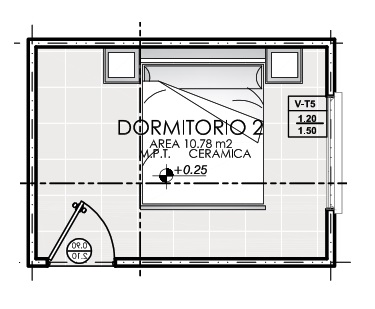 V-T5
1.20
1.50
DORMITORIO 2
AREA 10.78 m2
M.P.T. CERAMICA
+0.25
0.90
2.10